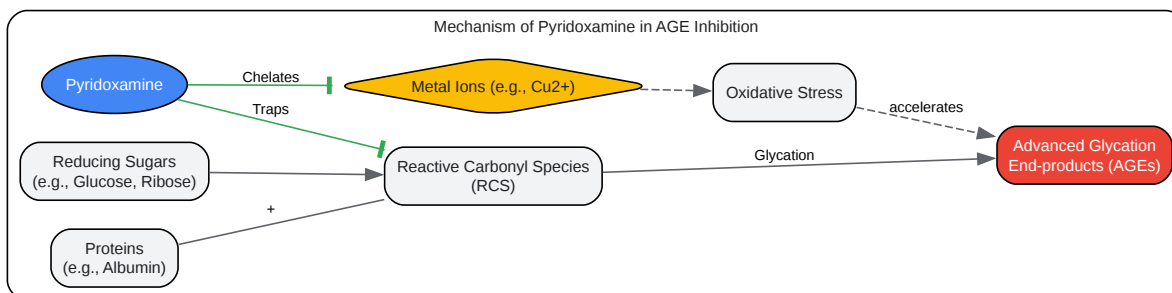 Mechanism of Pyridoxamine in AGE Inhibition
Pyridoxamine
Chelates
Metal Ions (e.g., Cu2+)
Oxidative Stress
Traps
accelerates
Reducing Sugars
(e.g., Glucose, Ribose)
Reactive Carbonyl Species
(RCS)
Glycation
Advanced Glycation
End-products (AGEs)
+
Proteins
(e.g., Albumin)